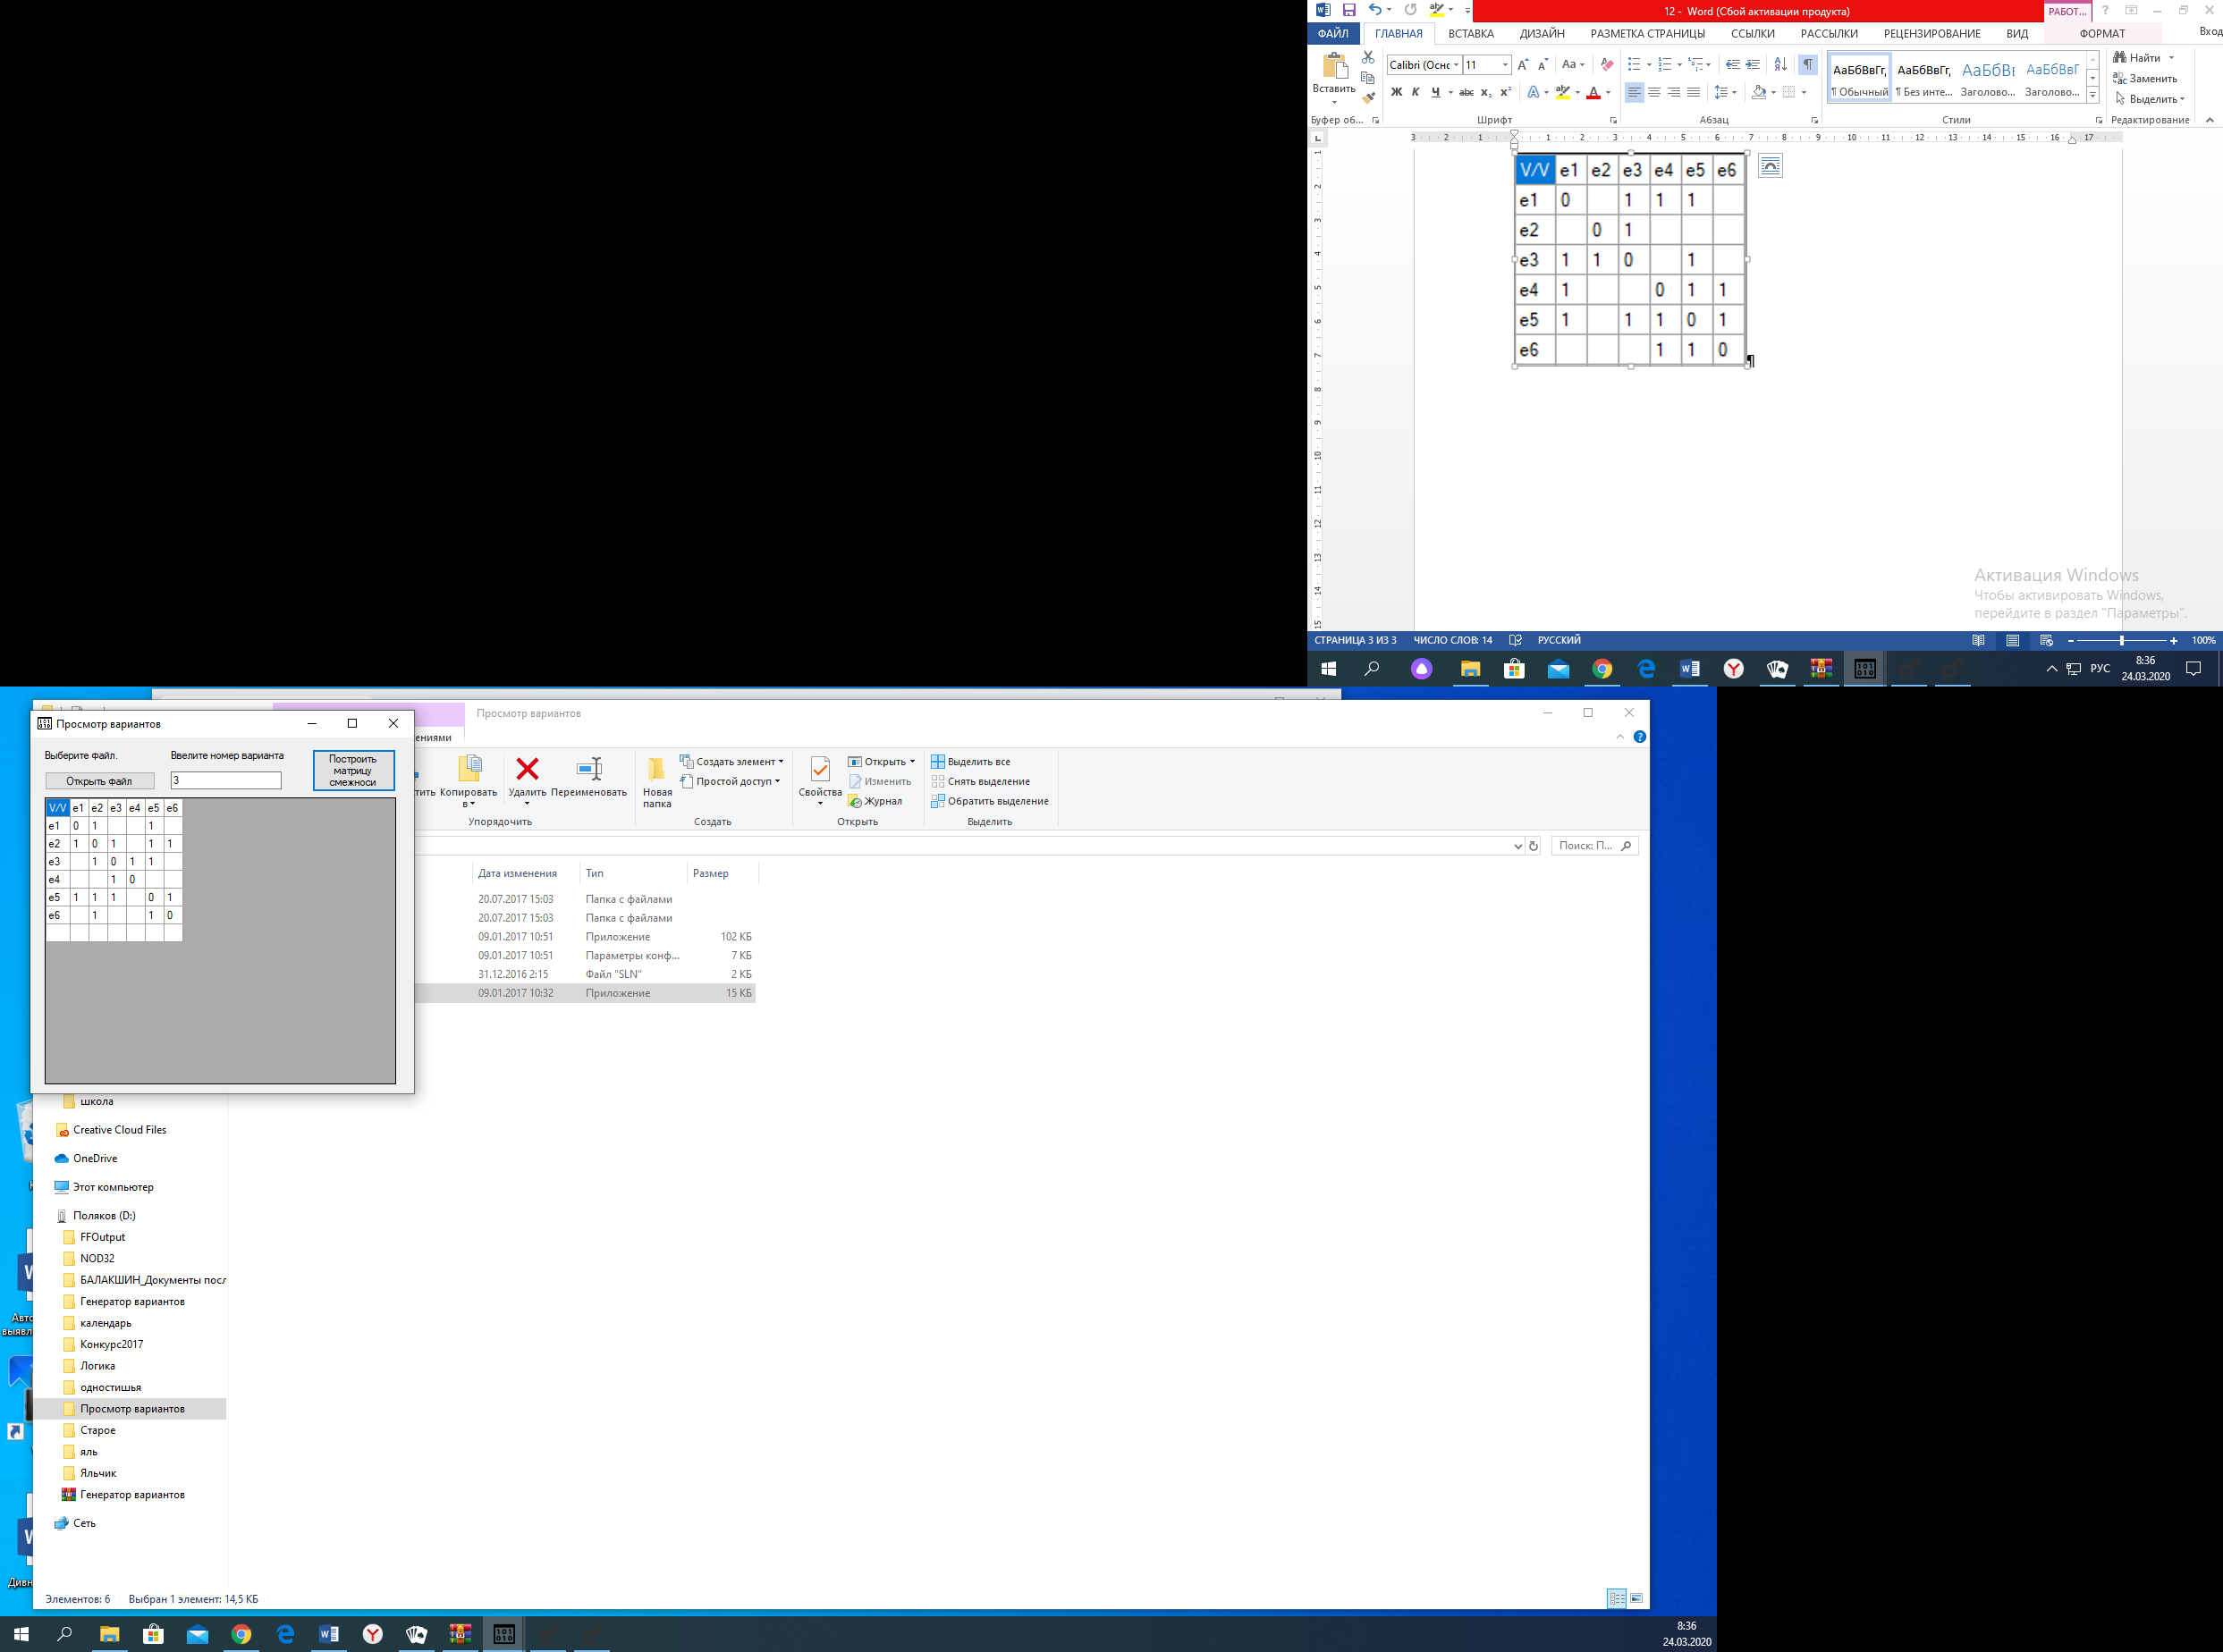 12 - Word (Сбой активации продукта)
РАБОТ...
ФАЙЛ ГЛАВНАЯ ВСТАВКА ДИЗАЙН РАЗМЕТКА СТРАНИЦЫ ССЫЛКИ РАССЫЛКИ РЕЦЕНЗИРОВАНИЕ ВИД ФОРМАТ Вход
Вставить
Calibri (Оснс 11
Ж К Ч abc x₂ x²
АаБбВвГг, АаБбВвГг, АаБбВі АаБбВвГ
¶ Обычный ¶ Без инте... Заголово... Заголово...
Найти
Заменить
Выделить
Буфер об... Шрифт Абзац Стили Редактирование
V/V e1 e2 e3 e4 e5 e6
e1 0 1 1 1
e2 0 1
e3 1 1 0 1
e4 1 0 1 1
e5 1 1 1 0 1
e6 1 1 0
¶
Активация Windows
Чтобы активировать Windows,
перейдите в раздел "Параметры".
СТРАНИЦА 3 ИЗ 3 ЧИСЛО СЛОВ: 14 РУССКИЙ 100%
РУС
8:36
24.03.2020
Просмотр вариантов
Просмотр вариантов
ениями
Выберите файл. Ввелите номер варианта
Открыть файл 3
Построить
матрицу
смежноси
V/V e1 e2 e3 e4 e5 e6
e1 0 1 1
e2 1 0 1 1 1
e3 1 0 1 1
e4 1 0
e5 1 1 1 0 1
e6 1 1 0
тить Копировать
в
Удалить Переименовать
Новая
папка
Создать элемент
Простой доступ
Свойства
Открыть
Изменить
Журнал
Выделить все
Снять выделение
Обратить выделение
Упорядочить Создать Открыть Выделить
Поиск: П...
Дата изменения Тип Размер
20.07.2017 15:03 Папка с файлами
20.07.2017 15:03 Папка с файлами
09.01.2017 10:51 Приложение 102 КБ
09.01.2017 10:51 Параметры конф... 7 КБ
31.12.2016 2:15 Файл "SLN" 2 КБ
09.01.2017 10:32 Приложение 15 КБ
школа
Creative Cloud Files
OneDrive
Этот компьютер
Поляков (D:)
FFOutput
NOD32
БАЛАКШИН_Документы посл
Генератор вариантов
календарь
Конкурс2017
Логика
одностишья
Просмотр вариантов
Старое
яль
Яльчик
Генератор вариантов
Сеть
Элементов: 6 Выбран 1 элемент: 14,5 КБ
8:36
24.03.2020